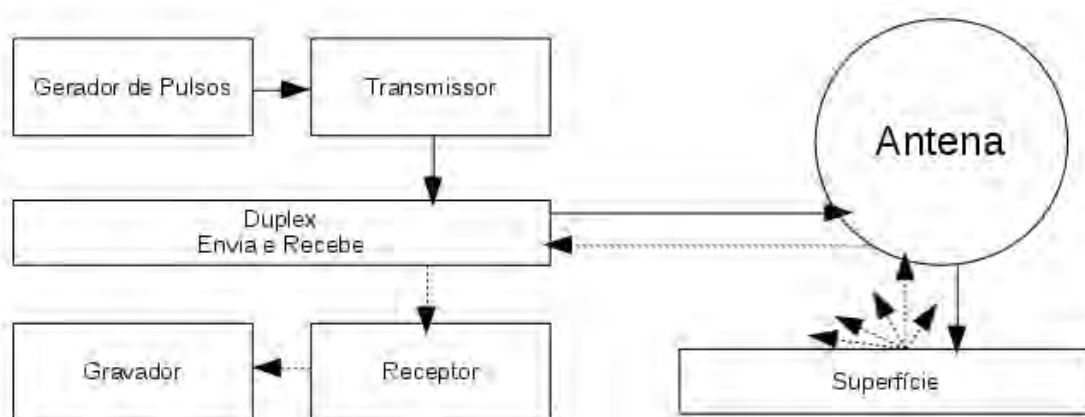 Gerador de Pulsos
Transmissor
Antena
Duplex
Envia e Recebe
Gravador
Receptor
Superfície